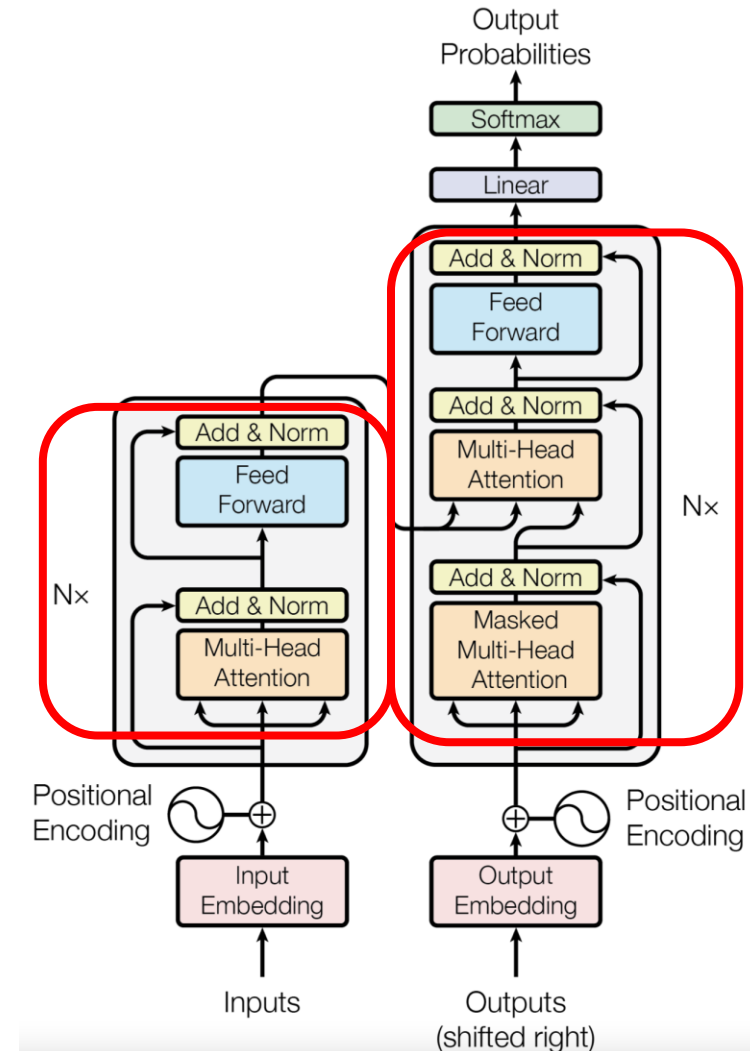 Output
Probabilities
Softmax
Linear
Add & Norm
Feed
Forward
Add & Norm
Multi-Head
Attention
N×
Add & Norm
Masked
Multi-Head
Attention
Add & Norm
Feed
Forward
N×
Add & Norm
Multi-Head
Attention
Positional
Encoding
Positional
Encoding
Input
Embedding
Output
Embedding
Inputs
Outputs
(shifted right)